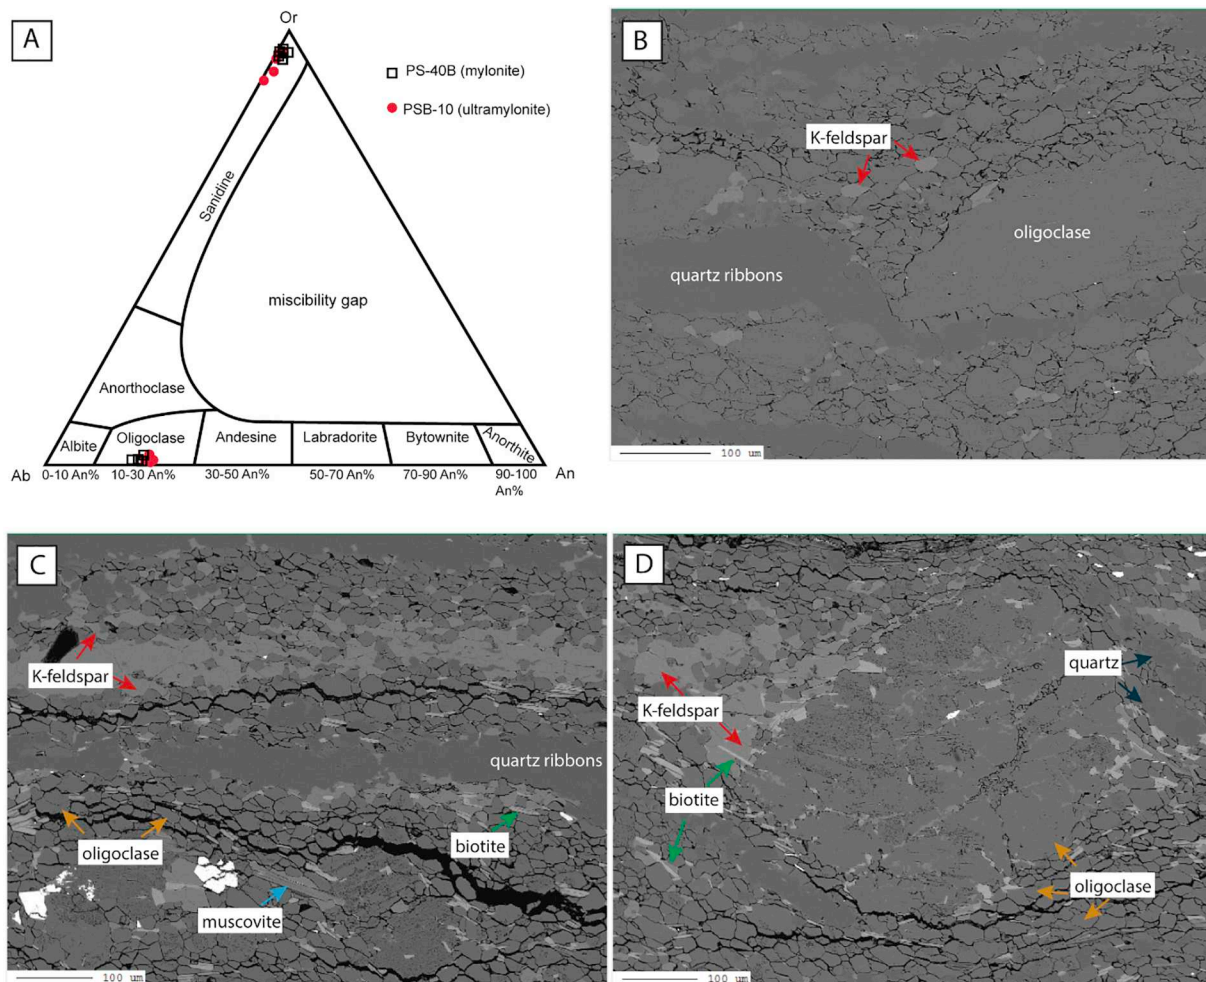 A
Or
PS-40B (mylonite)
PSB-10 (ultramylonite)
Sanidine
miscibility gap
Anorthoclase
Albite
Oligoclase
Andesine
Labradorite
Bytownite
Anorthite
Ab
0-10 An%
10-30 An%
30-50 An%
50-70 An%
70-90 An%
90-100
An%
An
B
K-feldspar
oligoclase
quartz ribbons
100 um
C
K-feldspar
quartz ribbons
oligoclase
biotite
muscovite
100 um
D
quartz
K-feldspar
biotite
oligoclase
100 um